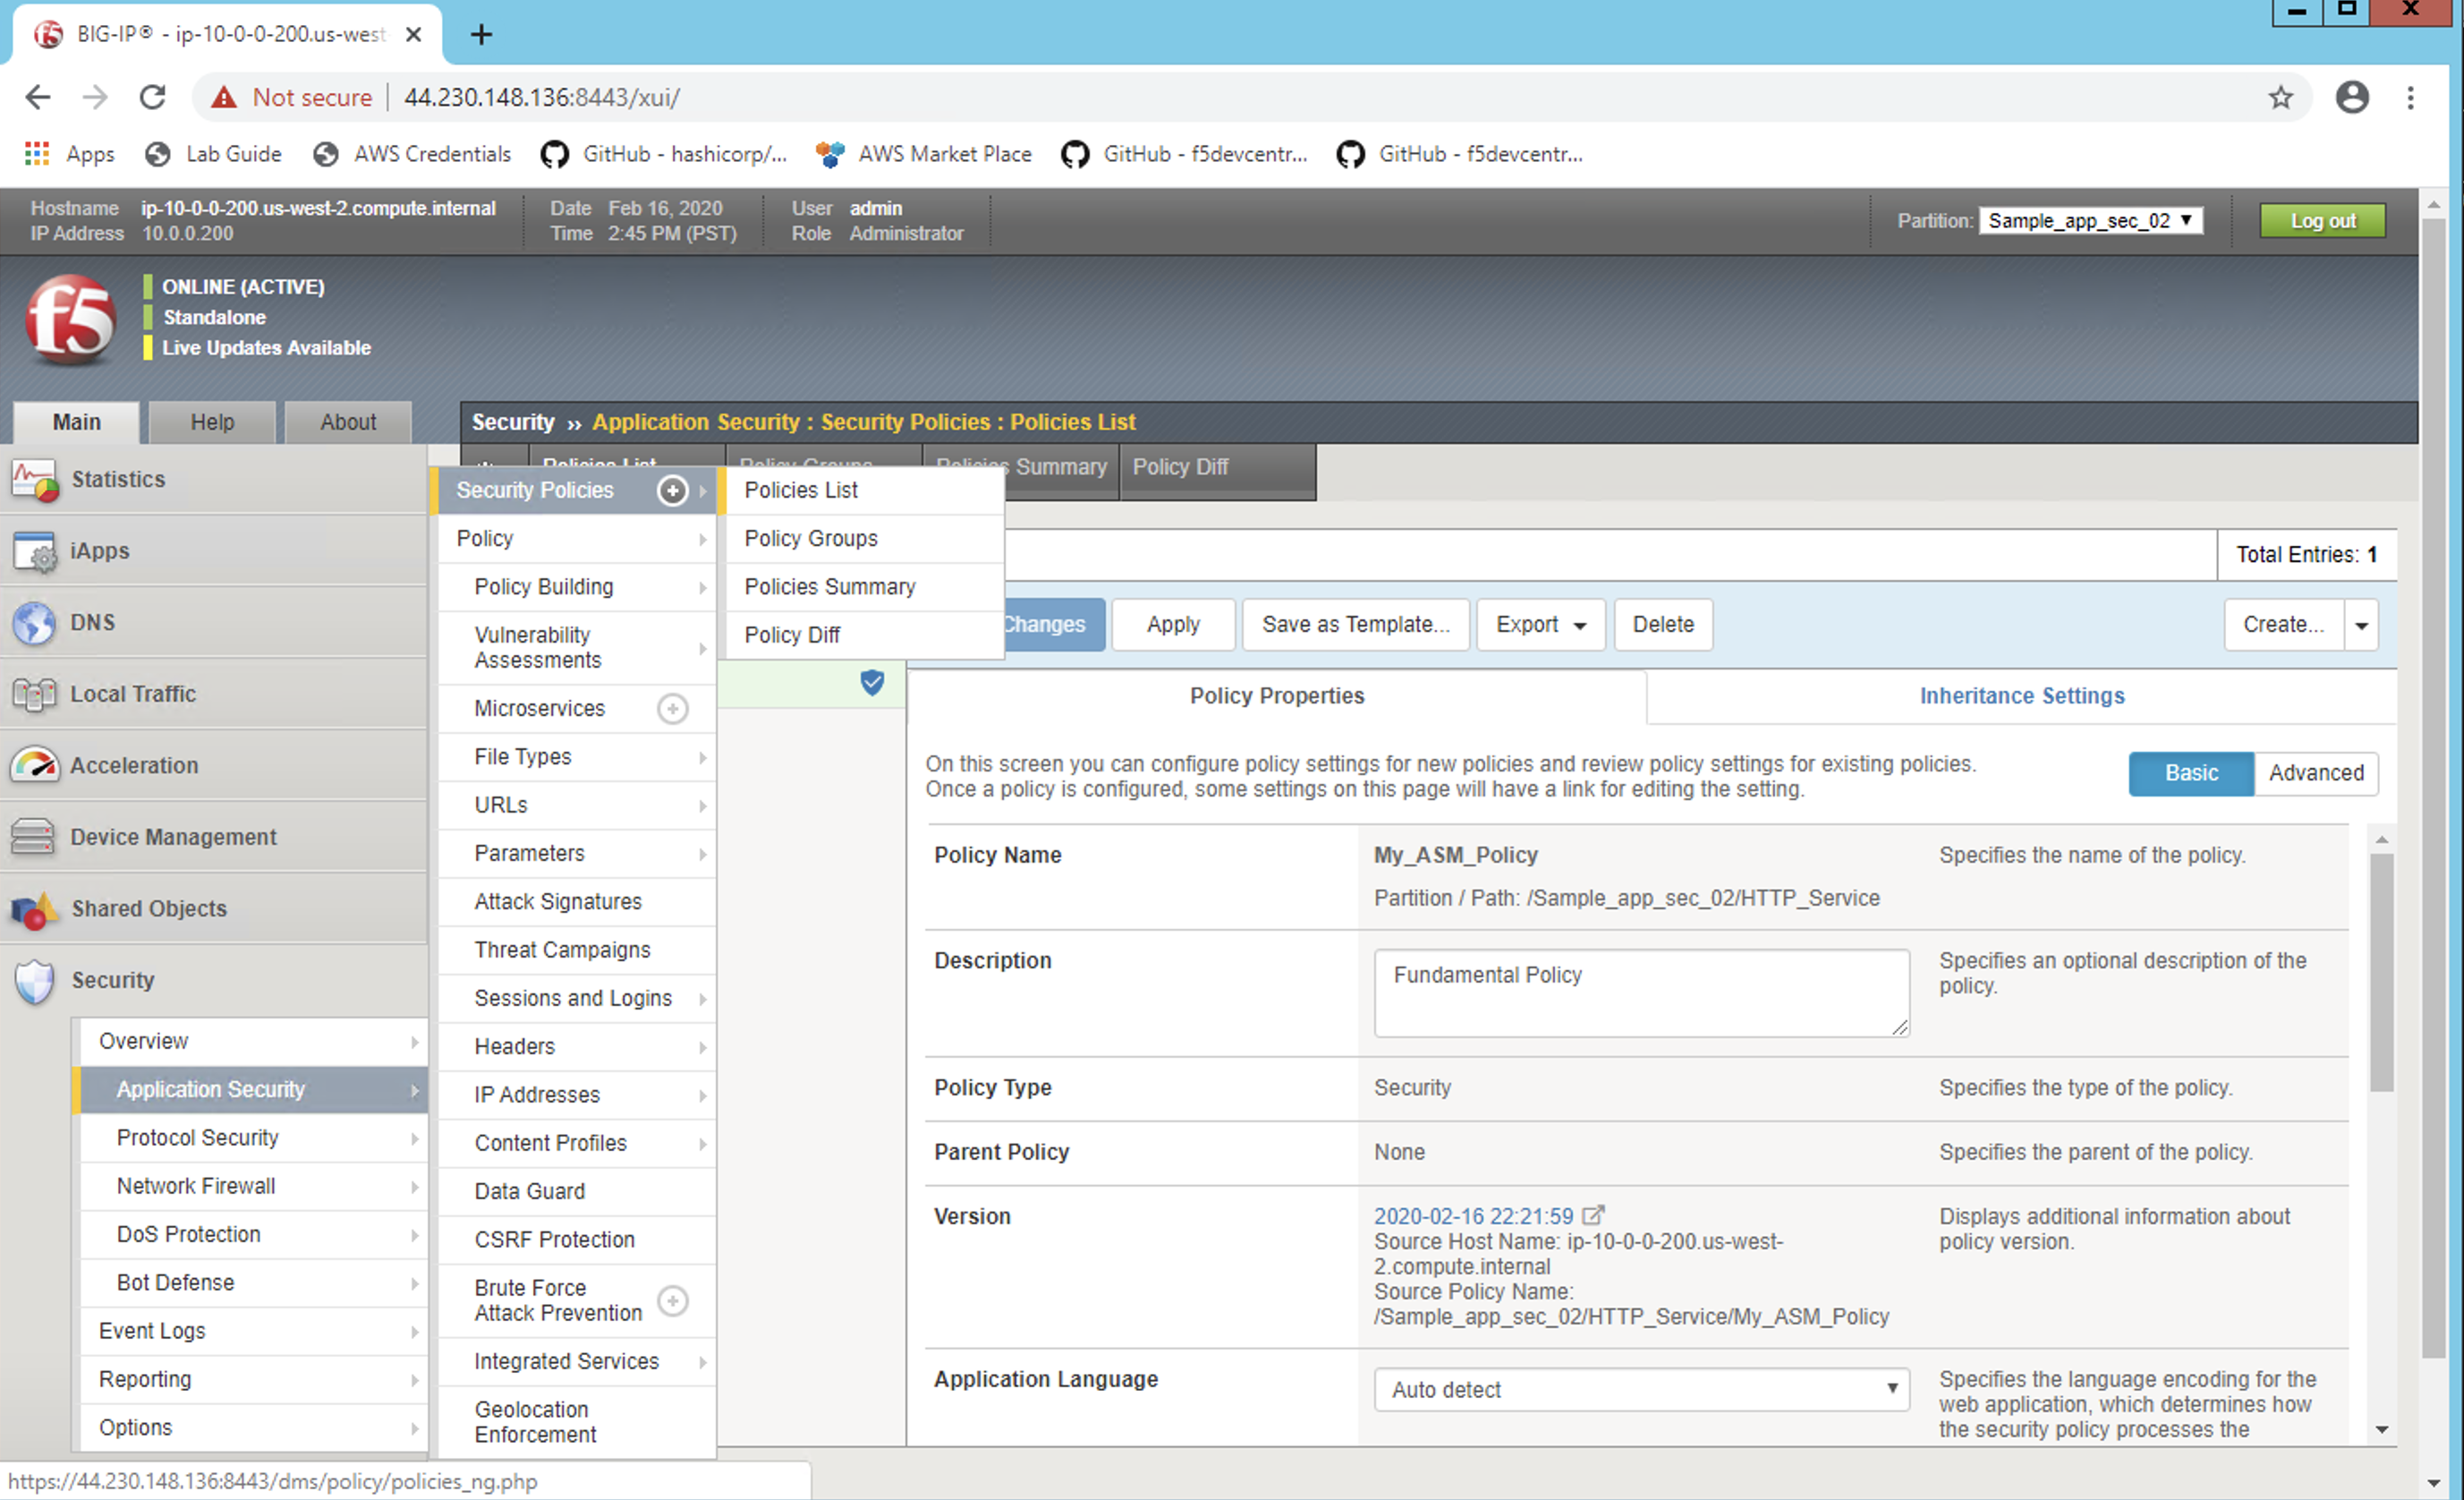 BIG-IP® - ip-10-0-0-200.us-west
Not secure
44.230.148.136:8443/xui/
Apps
Lab Guide
AWS Credentials
GitHub - hashicorp/...
AWS Market Place
GitHub - f5devcentr...
GitHub - f5devcentr...
Hostname ip-10-0-0-200.us-west-2.compute.internal
IP Address 10.0.0.200
Date Feb 16, 2020
Time 2:45 PM (PST)
User admin
Role Administrator
Partition: Sample_app_sec_02
Log out
f5
ONLINE (ACTIVE)
Standalone
Live Updates Available
Main
Help
About
Security ›› Application Security : Security Policies : Policies List
Policies List
Policy Groups
Policies Summary
Policy Diff
Statistics
iApps
DNS
Local Traffic
Acceleration
Device Management
Shared Objects
Security
Overview
Application Security
Protocol Security
Network Firewall
DoS Protection
Bot Defense
Event Logs
Reporting
Options
Security Policies
Policy
Policy Building
Vulnerability
Assessments
Microservices
File Types
URLs
Parameters
Attack Signatures
Threat Campaigns
Sessions and Logins
Headers
IP Addresses
Content Profiles
Data Guard
CSRF Protection
Brute Force
Attack Prevention
Integrated Services
Geolocation
Enforcement
Policies List
Policy Groups
Policies Summary
Policy Diff
Total Entries: 1
Changes
Apply
Save as Template...
Export
Delete
Create...
Policy Properties
Inheritance Settings
On this screen you can configure policy settings for new policies and review policy settings for existing policies.
Once a policy is configured, some settings on this page will have a link for editing the setting.
Basic
Advanced
Policy Name
My_ASM_Policy
Partition / Path: /Sample_app_sec_02/HTTP_Service
Specifies the name of the policy.
Description
Fundamental Policy
Specifies an optional description of the
policy.
Policy Type
Security
Specifies the type of the policy.
Parent Policy
None
Specifies the parent of the policy.
Version
2020-02-16 22:21:59
Source Host Name: ip-10-0-0-200.us-west-
2.compute.internal
Source Policy Name:
/Sample_app_sec_02/HTTP_Service/My_ASM_Policy
Displays additional information about
policy version.
Application Language
Auto detect
Specifies the language encoding for the
web application, which determines how
the security policy processes the
https://44.230.148.136:8443/dms/policy/policies_ng.php